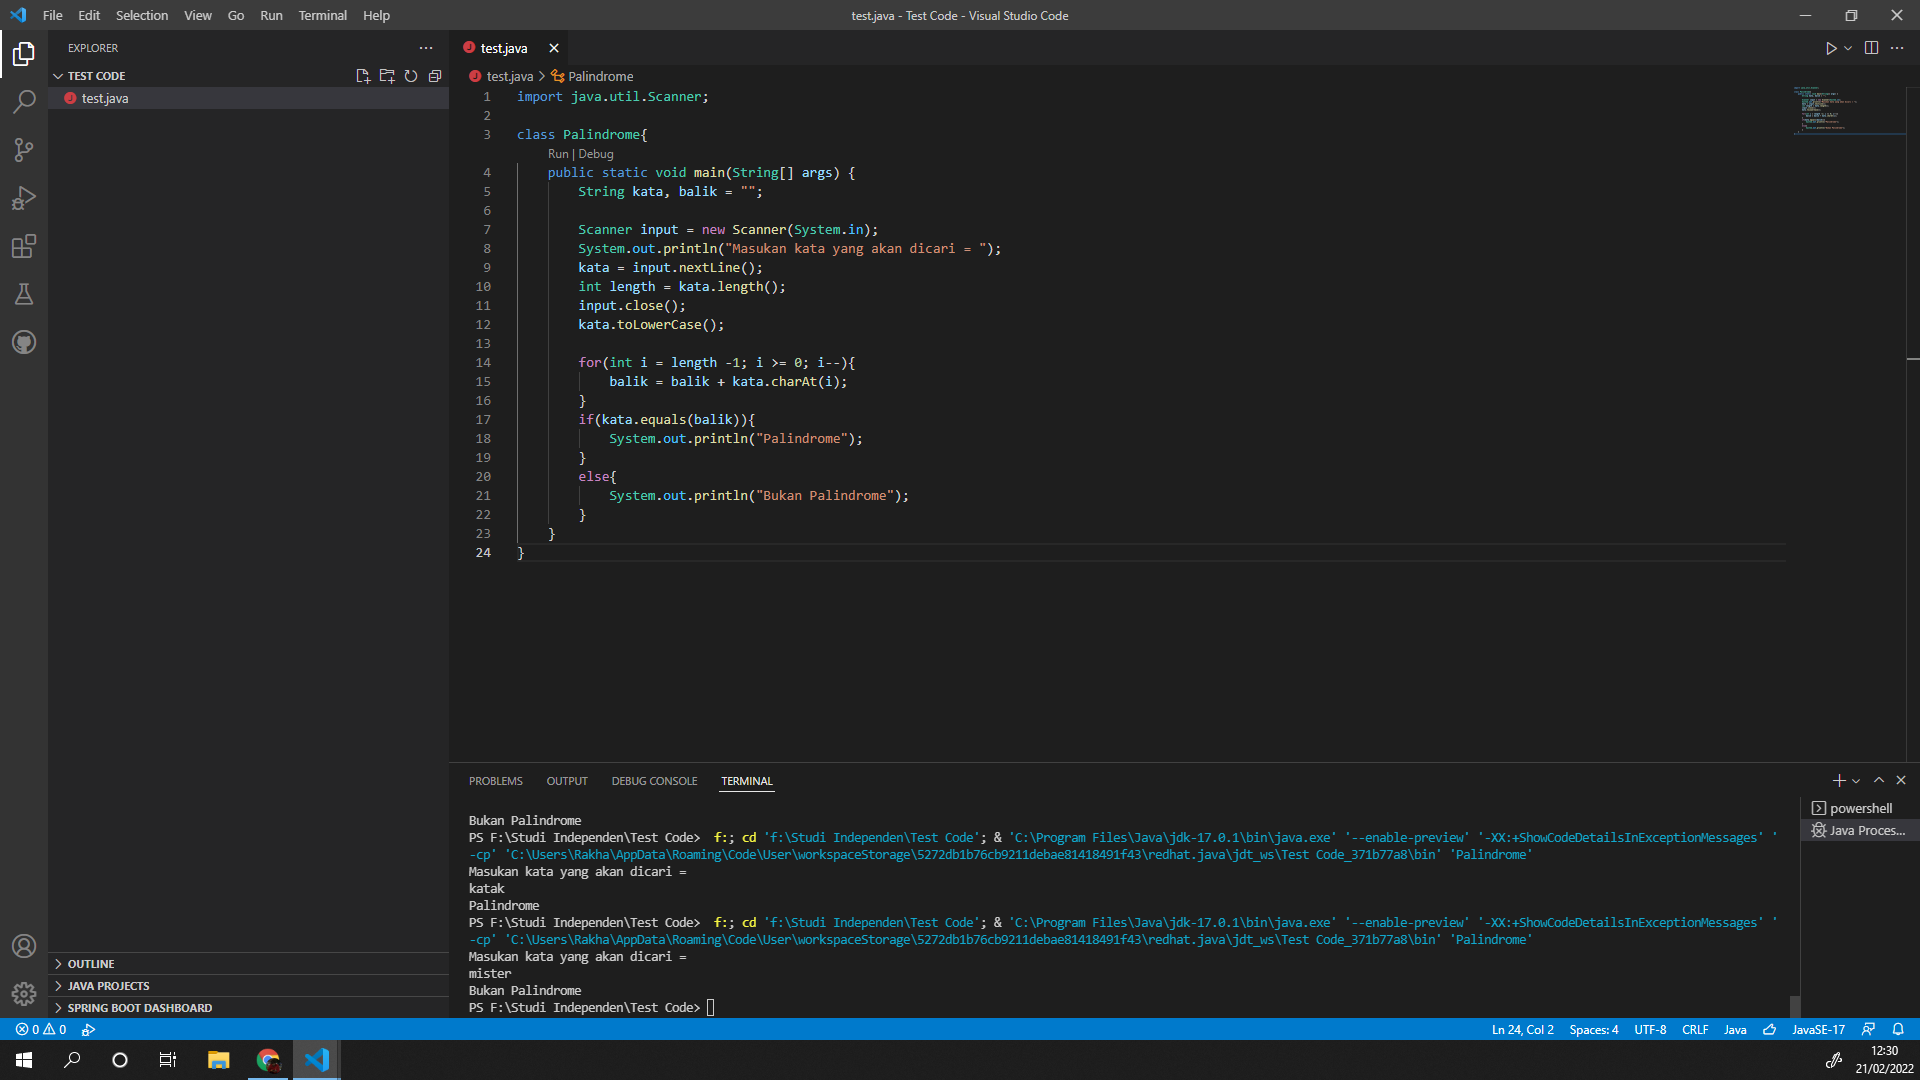 File Edit Selection View Go Run Terminal Help
test.java - Test Code - Visual Studio Code
EXPLORER
TEST CODE
test.java
test.java
test.java > Palindrome
1 import java.util.Scanner;
2
3 class Palindrome{
Run | Debug
4 public static void main(String[] args) {
5 String kata, balik = "";
6
7 Scanner input = new Scanner(System.in);
8 System.out.println("Masukan kata yang akan dicari = ");
9 kata = input.nextLine();
10 int length = kata.length();
11 input.close();
12 kata.toLowerCase();
13
14 for(int i = length -1; i >= 0; i--){
15 balik = balik + kata.charAt(i);
16 }
17 if(kata.equals(balik)){
18 System.out.println("Palindrome");
19 }
20 else{
21 System.out.println("Bukan Palindrome");
22 }
23 }
24 }
PROBLEMS OUTPUT DEBUG CONSOLE TERMINAL
powershell
Java Proces...
Bukan Palindrome
PS F:\Studi Independen\Test Code> f:; cd 'f:\Studi Independen\Test Code'; & 'C:\Program Files\Java\jdk-17.0.1\bin\java.exe' '--enable-preview' '-XX:+ShowCodeDetailsInExceptionMessages' '
-cp' 'C:\Users\Rakha\AppData\Roaming\Code\User\workspaceStorage\5272db1b76cb9211debae81418491f43\redhat.java\jdt_ws\Test Code_371b77a8\bin' 'Palindrome'
Masukan kata yang akan dicari =
katak
Palindrome
PS F:\Studi Independen\Test Code> f:; cd 'f:\Studi Independen\Test Code'; & 'C:\Program Files\Java\jdk-17.0.1\bin\java.exe' '--enable-preview' '-XX:+ShowCodeDetailsInExceptionMessages' '
-cp' 'C:\Users\Rakha\AppData\Roaming\Code\User\workspaceStorage\5272db1b76cb9211debae81418491f43\redhat.java\jdt_ws\Test Code_371b77a8\bin' 'Palindrome'
Masukan kata yang akan dicari =
mister
Bukan Palindrome
PS F:\Studi Independen\Test Code>
OUTLINE
JAVA PROJECTS
SPRING BOOT DASHBOARD
0 0
Ln 24, Col 2 Spaces: 4 UTF-8 CRLF Java JavaSE-17
12:30
21/02/2022